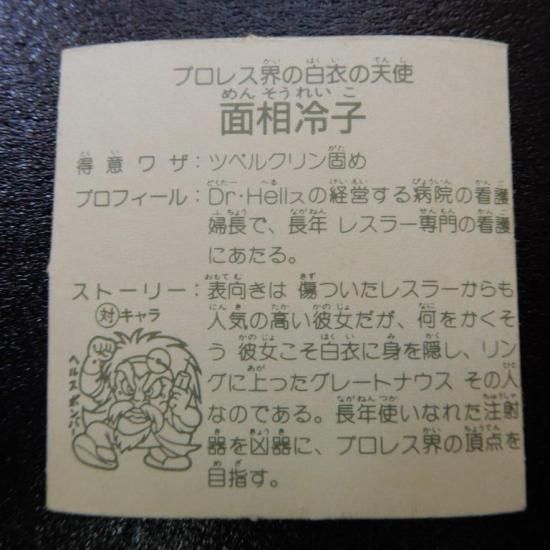 プロレス界の白衣の天使
面相冷子
得意ワザ:ツベルクリン固め
プロフィール:Dr・Hellスの経営する病院の看護
婦長で、長年 レスラー専門の看護
にあたる。
ストーリー:表向きは 傷ついたレスラーからも
人気の高い彼女だが、何をかくそ
う 彼女こそ白衣に身を隠し、リン
グに上ったグレートナウス その人
なのである。長年使いなれた注射
器を凶器に、プロレス界の頂点を
目指す。
対キャラ
ヘルスボンバー